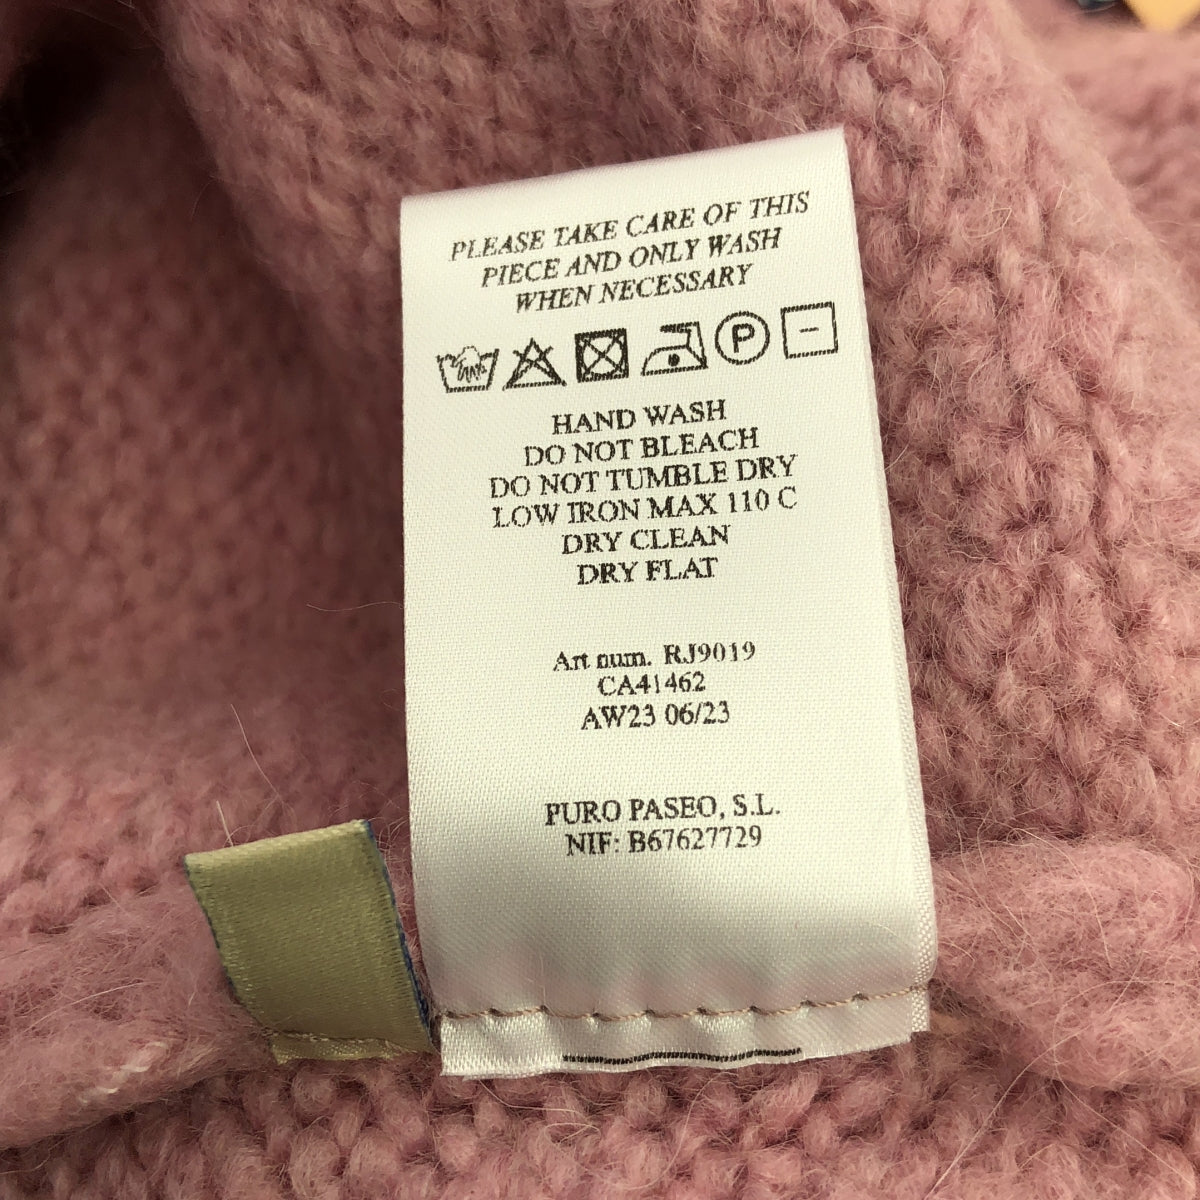 PLEASE TAKE CARE OF THIS
PIECE AND ONLY WASH
WHEN NECESSARY
P
HAND WASH
DO NOT BLEACH
DO NOT TUMBLE DRY
LOW IRON MAX 110 C
DRY CLEAN
DRY FLAT
Art num. RJ9019
CA41462
AW23 06/23
PURO PASEO, S.L.
NIF: B67627729